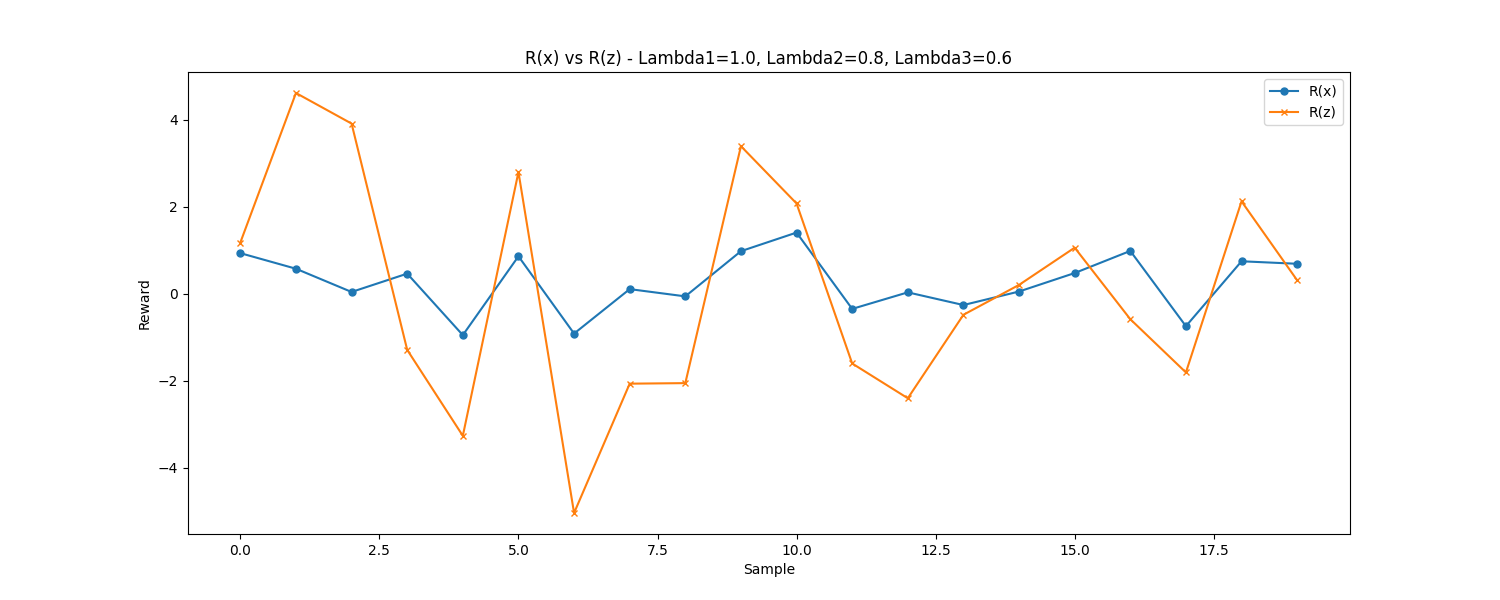 R(x) vs R(z) - Lambda1=1.0, Lambda2=0.8, Lambda3=0.6
R(x)
R(z)
Reward
4
2
0
−2
−4
0.0 2.5 5.0 7.5 10.0 12.5 15.0 17.5
Sample